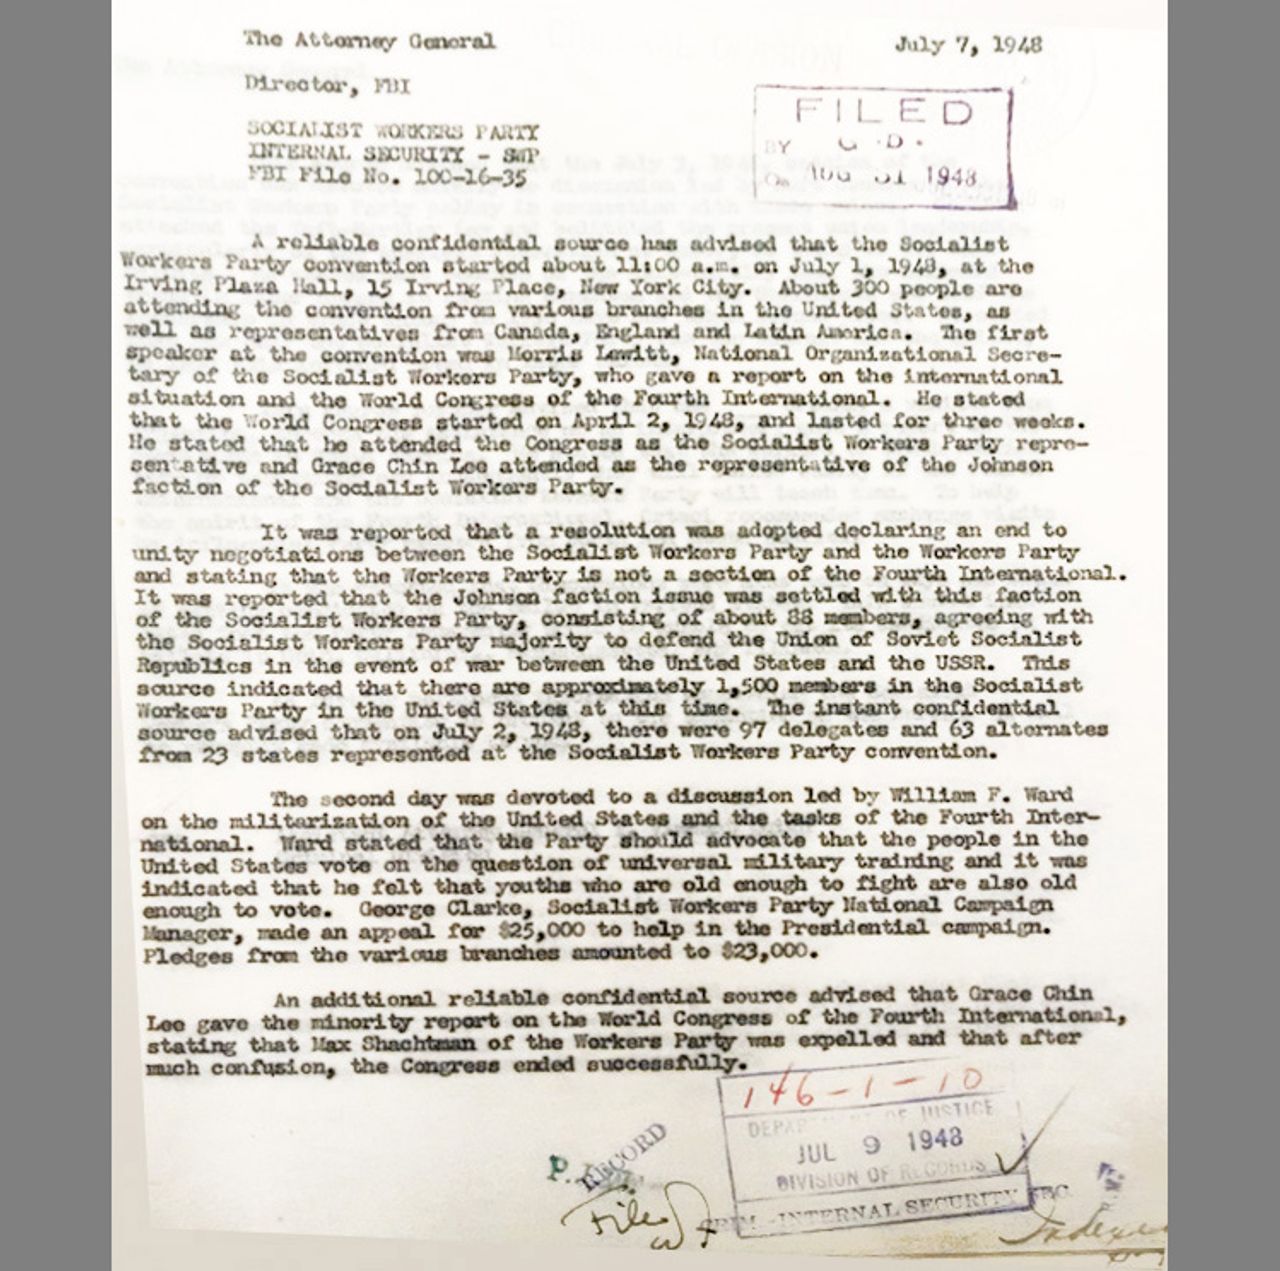 The Attorney General
July 7, 1948
Director, FBI
FILED
BY G. D.
On AUG 31 1948
SOCIALIST WORKERS PARTY
INTERNAL SECURITY - SWP
FBI File No. 100-16-35
A reliable confidential source has advised that the Socialist
Workers Party convention started about 11:00 a.m. on July 1, 1948, at the
Irving Plaza Hall, 15 Irving Place, New York City. About 300 people are
attending the convention from various branches in the United States, as
well as representatives from Canada, England and Latin America. The first
speaker at the convention was Morris Lewitt, National Organizational Secre-
tary of the Socialist Workers Party, who gave a report on the international
situation and the World Congress of the Fourth International. He stated
that the World Congress started on April 2, 1948, and lasted for three weeks.
He stated that he attended the Congress as the Socialist Workers Party repre-
sentative and Grace Chin Lee attended as the representative of the Johnson
faction of the Socialist Workers Party.
It was reported that a resolution was adopted declaring an end to
unity negotiations between the Socialist Workers Party and the Workers Party
and stating that the Workers Party is not a section of the Fourth International.
It was reported that the Johnson faction issue was settled with this faction
of the Socialist Workers Party, consisting of about 88 members, agreeing with
the Socialist Workers Party majority to defend the Union of Soviet Socialist
Republics in the event of war between the United States and the USSR. This
source indicated that there are approximately 1,500 members in the Socialist
Workers Party in the United States at this time. The instant confidential
source advised that on July 2, 1948, there were 97 delegates and 63 alternates
from 23 states represented at the Socialist Workers Party convention.
The second day was devoted to a discussion led by William F. Ward
on the militarization of the United States and the tasks of the Fourth Inter-
national. Ward stated that the Party should advocate that the people in the
United States vote on the question of universal military training and it was
indicated that he felt that youths who are old enough to fight are also old
enough to vote. George Clarke, Socialist Workers Party National Campaign
Manager, made an appeal for $25,000 to help in the Presidential campaign.
Pledges from the various branches amounted to $23,000.
An additional reliable confidential source advised that Grace Chin
Lee gave the minority report on the World Congress of the Fourth International,
stating that Max Shachtman of the Workers Party was expelled and that after
much confusion, the Congress ended successfully.
146-1-10
DEPARTMENT OF JUSTICE
JUL 9 1948
DIVISION OF RECORDS
CRIM - INTERNAL SECURITY SEC.
RECORD
File